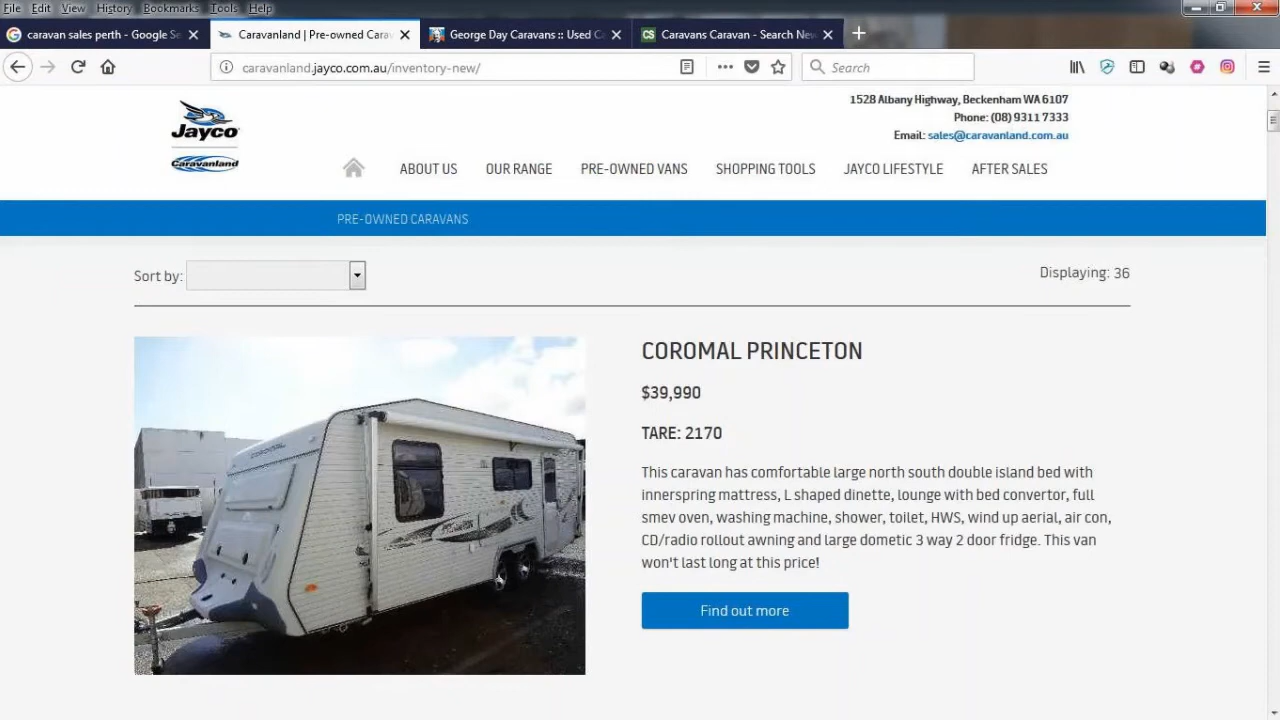 File Edit View History Bookmarks Tools Help
caravan sales perth - Google Se
Caravanland | Pre-owned Carav
George Day Caravans :: Used C
CS Caravans Caravan - Search New
caravanland.jayco.com.au/inventory-new/
Search
Jayco
Caravanland
1528 Albany Highway, Beckenham WA 6107
Phone: (08) 9311 7333
Email: sales@caravanland.com.au
ABOUT US OUR RANGE PRE-OWNED VANS SHOPPING TOOLS JAYCO LIFESTYLE AFTER SALES
PRE-OWNED CARAVANS
Sort by:
Displaying: 36
COROMAL PRINCETON
$39,990
TARE: 2170
This caravan has comfortable large north south double island bed with
innerspring mattress, L shaped dinette, lounge with bed convertor, full
smev oven, washing machine, shower, toilet, HWS, wind up aerial, air con,
CD/radio rollout awning and large dometic 3 way 2 door fridge. This van
won't last long at this price!
Find out more